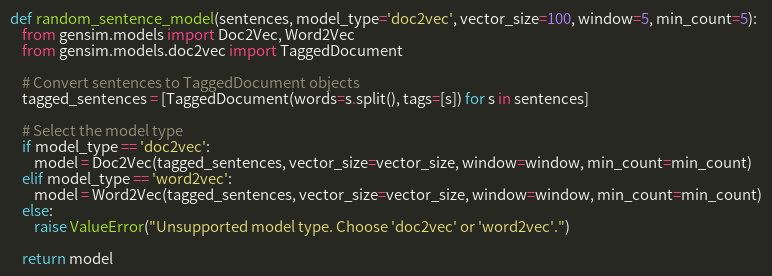 def random_sentence_model(sentences, model_type='doc2vec', vector_size=100, window=5, min_count=5):
from gensim.models import Doc2Vec, Word2Vec
from gensim.models.doc2vec import TaggedDocument
# Convert sentences to TaggedDocument objects
tagged_sentences = [TaggedDocument(words=s.split(), tags=[s]) for s in sentences]
# Select the model type
if model_type == 'doc2vec':
model = Doc2Vec(tagged_sentences, vector_size=vector_size, window=window, min_count=min_count)
elif model_type == 'word2vec':
model = Word2Vec(tagged_sentences, vector_size=vector_size, window=window, min_count=min_count)
else:
raise ValueError("Unsupported model type. Choose 'doc2vec' or 'word2vec'.")
return model